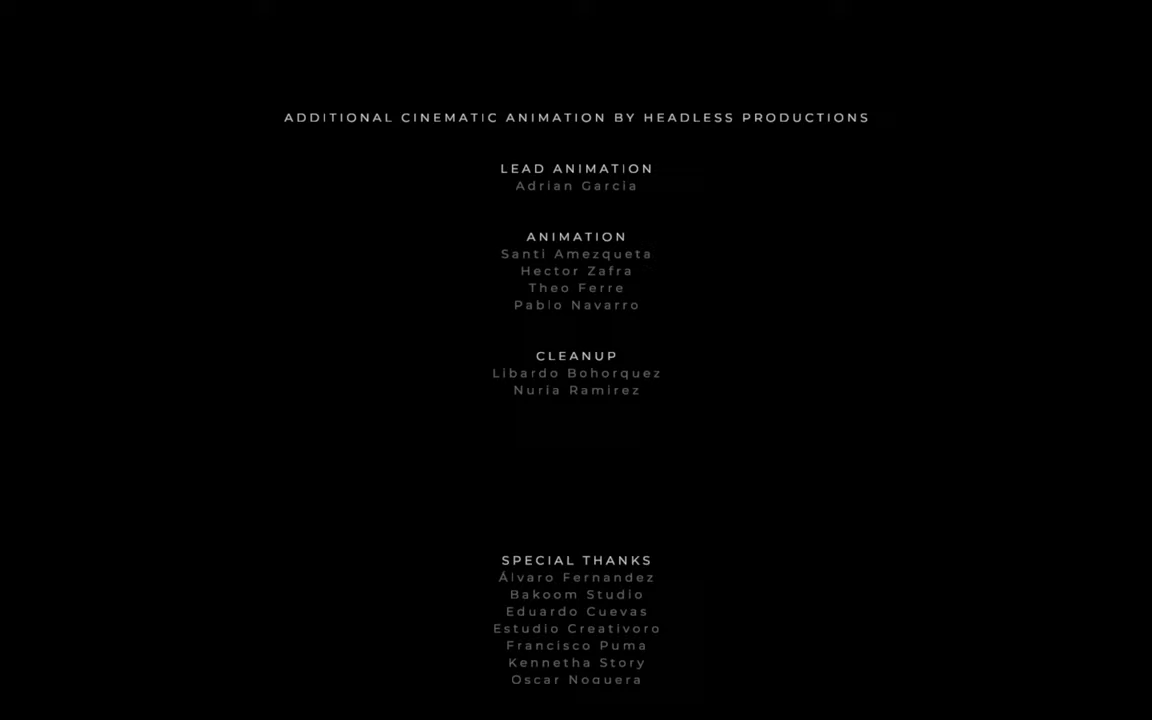 ADDITIONAL CINEMATIC ANIMATION BY HEADLESS PRODUCTIONS
LEAD ANIMATION
Adrian Garcia
ANIMATION
Santi Amezqueta
Hector Zafra
Theo Ferre
Pablo Navarro
CLEANUP
Libardo Bohorquez
Nuria Ramirez
SPECIAL THANKS
Álvaro Fernandez
Bakoom Studio
Eduardo Cuevas
Estudio Creativoro
Francisco Puma
Kennetha Story
Oscar Noguera